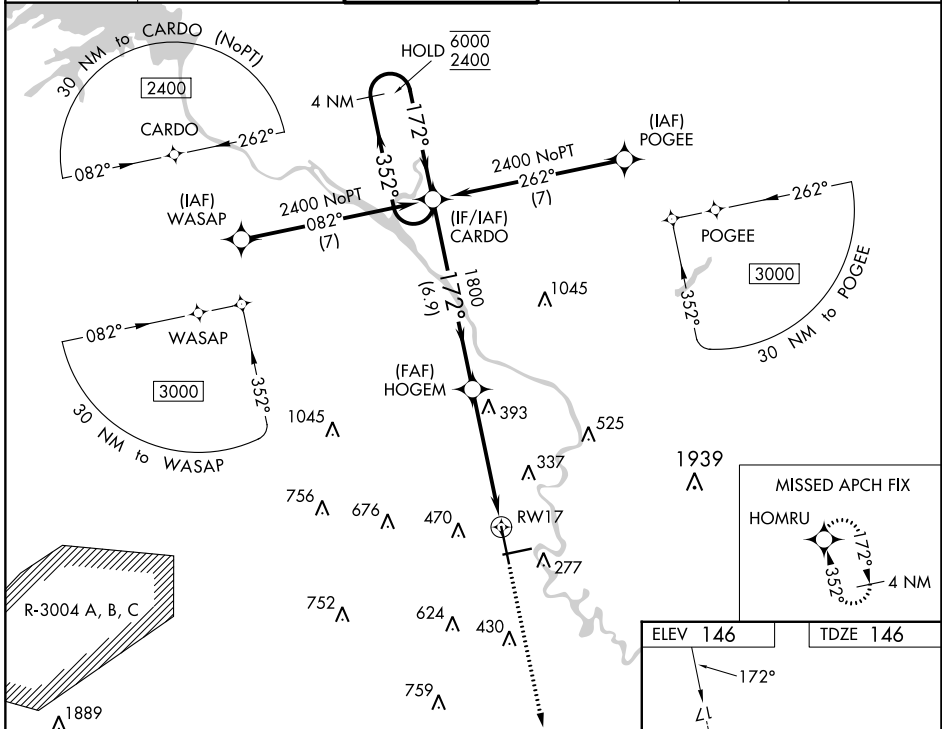 30 NM to CARDO (NoPT)
2400
CARDO
082°
262°
HOLD 6000
2400
4 NM
172°
352°
(IAF)
POGEE
2400 NoPT
262°
(7)
(IAF)
WASAP
2400 NoPT
082°
(7)
(IF/IAF)
CARDO
262°
POGEE
3000
352°
30 NM to POGEE
1800
172°
(6.9)
1045
082°
WASAP
3000
352°
30 NM to WASAP
(FAF)
HOGEM
393
1045
525
337
1939
756
676
470
RW17
277
MISSED APCH FIX
HOMRU
172°
352°
4 NM
R-3004 A, B, C
752
624
430
759
1889
ELEV 146
TDZE 146
172°
17